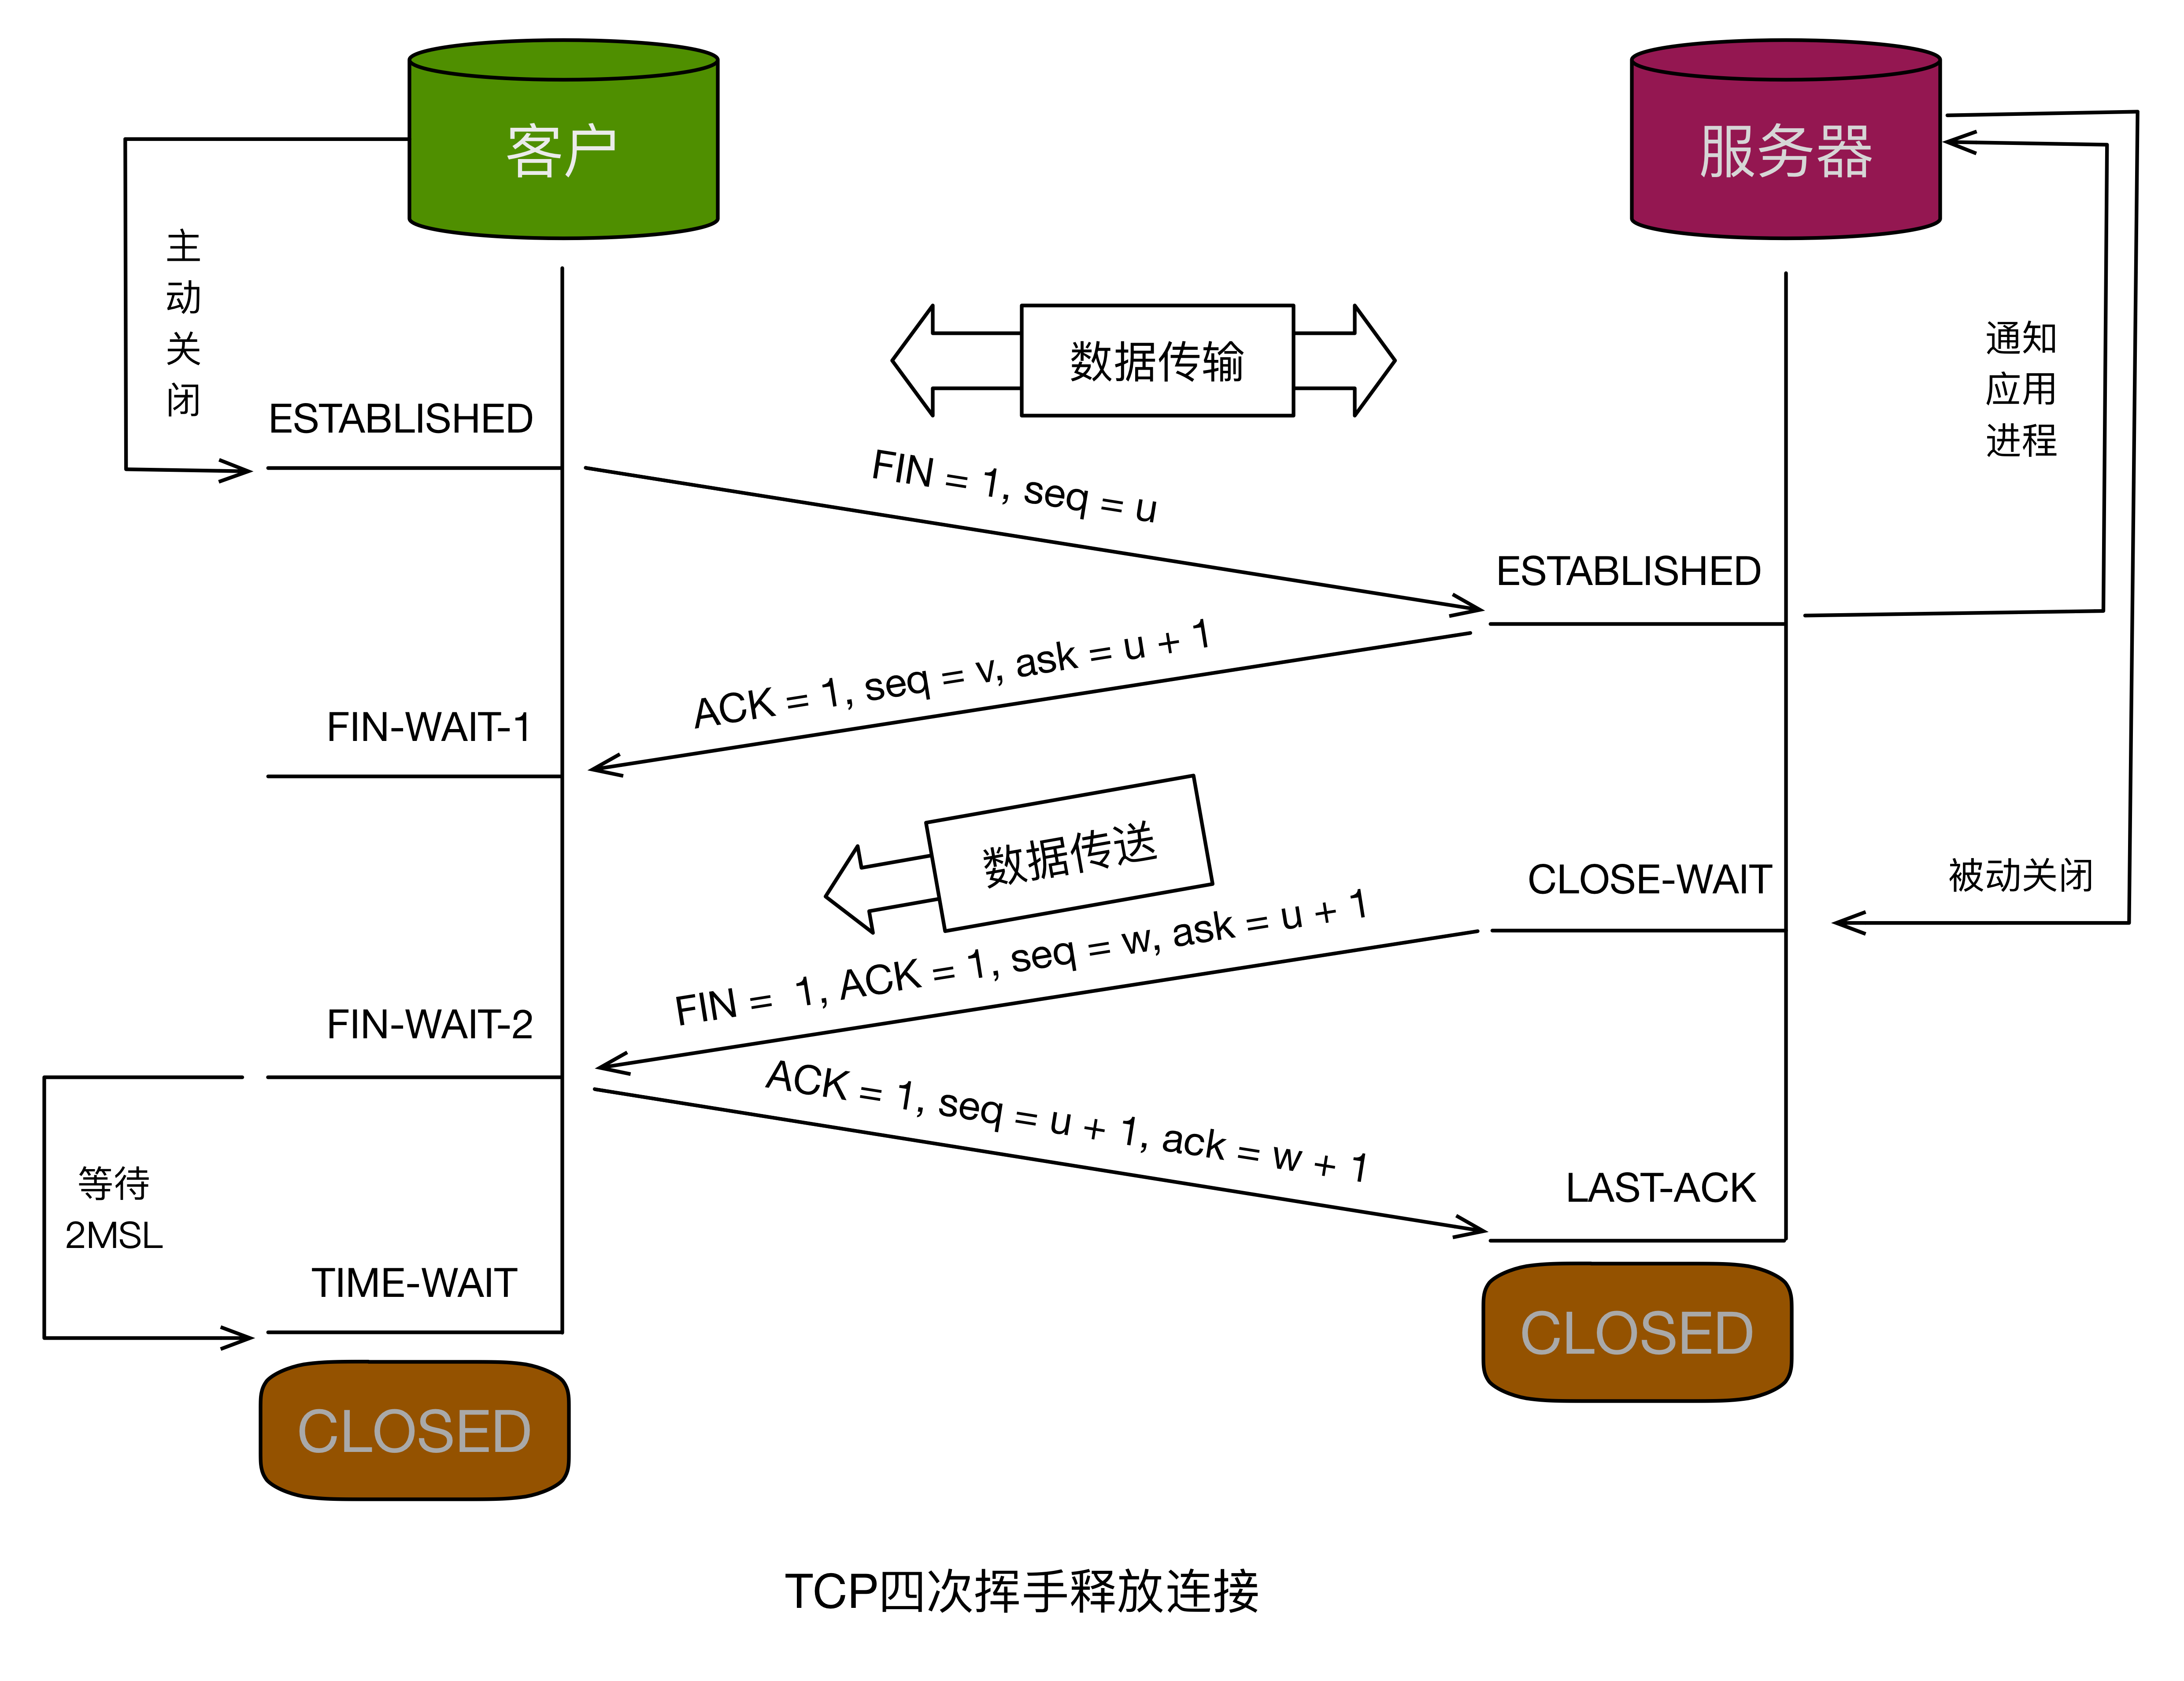 客户
服务器
主
动
关
闭
数据传输
通知
应用
进程
ESTABLISHED
FIN = 1, seq = u
ESTABLISHED
ACK = 1, seq = v, ask = u + 1
FIN-WAIT-1
数据传送
CLOSE-WAIT
被动关闭
FIN =  1, ACK = 1, seq = w, ask = u + 1
FIN-WAIT-2
ACK = 1, seq = u + 1, ack = w + 1
等待
2MSL
LAST-ACK
TIME-WAIT
CLOSED
CLOSED
TCP四次挥手释放连接